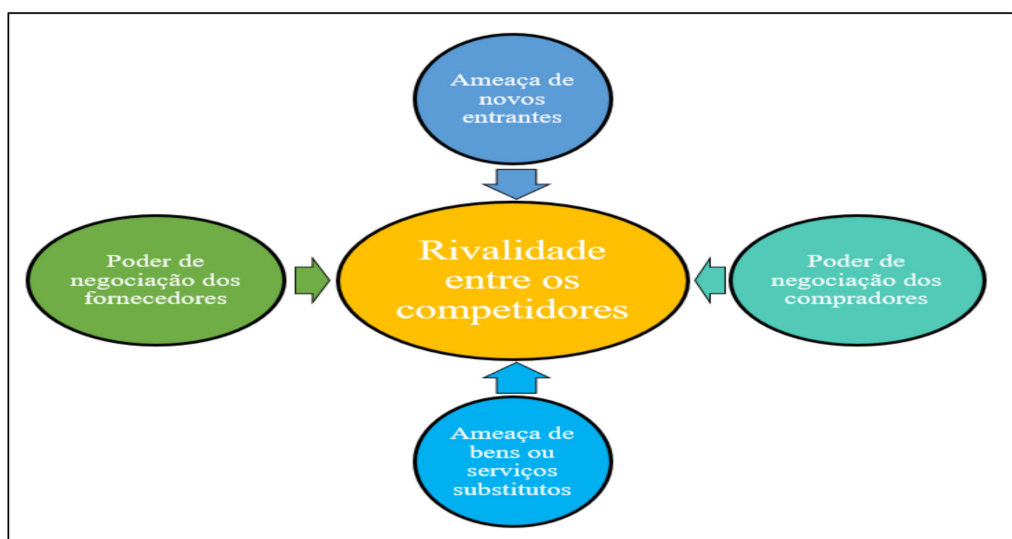 Ameaça de
novos
entrantes
Poder de
negociação dos
fornecedores
Rivalidade
entre os
competidores
Poder de
negociação dos
compradores
Ameaça de
bens ou
serviços
substitutos